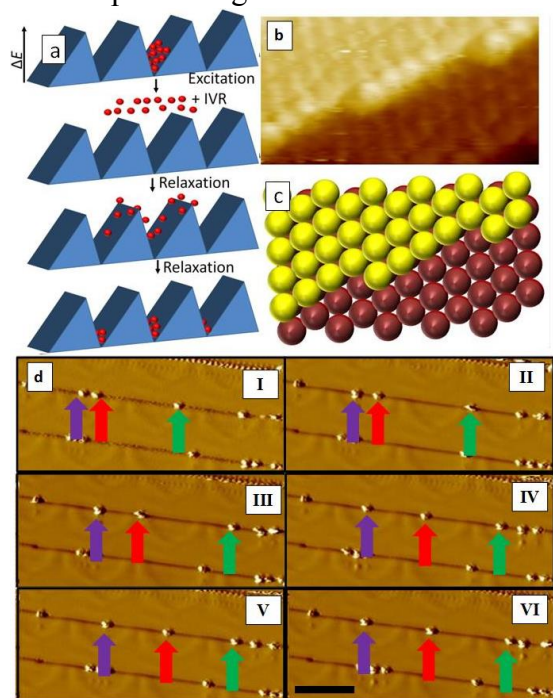 a
ΔE
Excitation
+ IVR
Relaxation
Relaxation
b
C
d
I
II
III
IV
V
VI